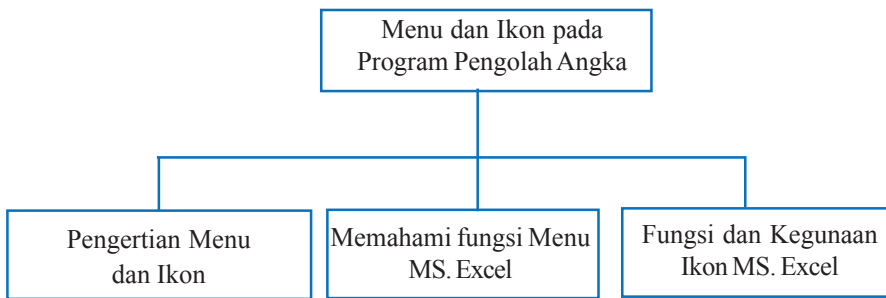 Menu dan Ikon pada
Program Pengolah Angka
Pengertian Menu
dan Ikon
Memahami fungsi Menu
MS. Excel
Fungsi dan Kegunaan
Ikon MS. Excel